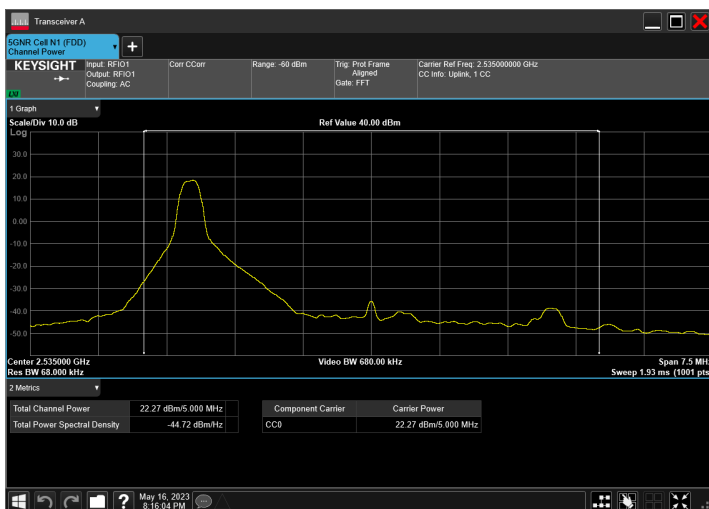 Transceiver A
5GNR Cell N1 (FDD)
Channel Power
KEYSIGHT
Input: RFIO1
Output: RFIO1
Coupling: AC
Corr CCorr
Range: -60 dBm
Trig: Prot Frame
Aligned
Gate: FFT
Carrier Ref Freq: 2.535000000 GHz
CC Info: Uplink, 1 CC
LXI
1 Graph
Scale/Div 10.0 dB
Ref Value 40.00 dBm
Log
30.0
20.0
10.0
0.00
-10.0
-20.0
-30.0
-40.0
-50.0
Center 2.535000 GHz
Video BW 680.00 kHz
Span 7.5 MHz
Res BW 68.000 kHz
Sweep 1.93 ms (1001 pts
2 Metrics
Total Channel Power 22.27 dBm/5.000 MHz
Total Power Spectral Density -44.72 dBm/Hz
Component Carrier Carrier Power
CC0 22.27 dBm/5.000 MHz
May 16, 2023
8:16:04 PM